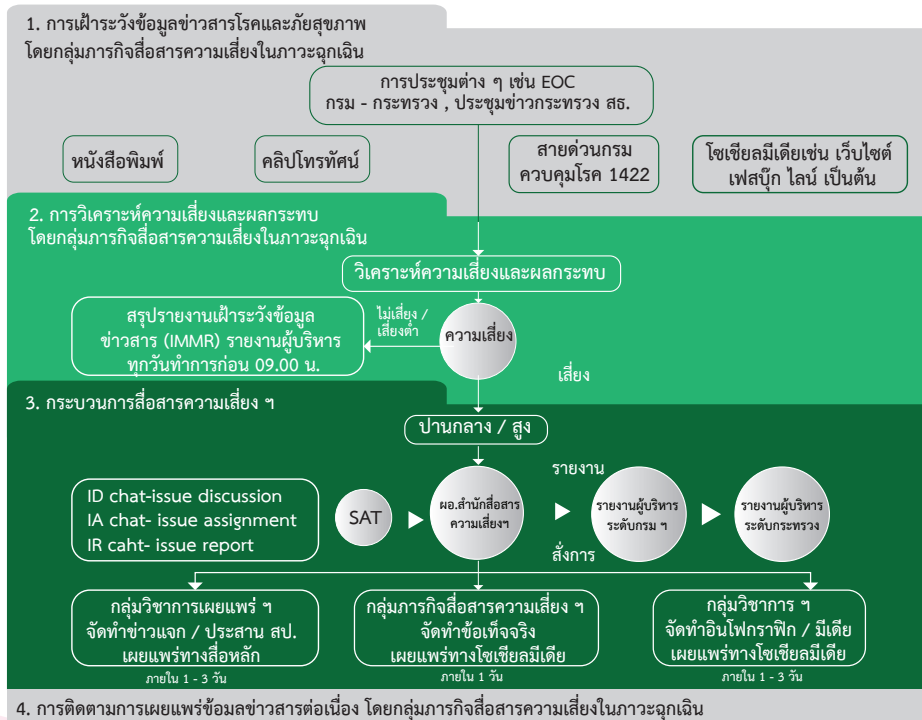 1. การเฝ้าระวังข้อมูลข่าวสารโรคและภัยสุขภาพ
โดยกลุ่มภารกิจสื่อสารความเสี่ยงในภาวะฉุกเฉิน
การประชุมต่าง ๆ เช่น EOC
กรม - กระทรวง , ประชุมข่าวกระทรวง สธ.
หนังสือพิมพ์
คลิปโทรทัศน์
สายด่วนกรม
ควบคุมโรค 1422
โซเชียลมีเดียเช่น เว็บไซต์
เฟสบุ๊ก ไลน์ เป็นต้น
2. การวิเคราะห์ความเสี่ยงและผลกระทบ
โดยกลุ่มภารกิจสื่อสารความเสี่ยงในภาวะฉุกเฉิน
วิเคราะห์ความเสี่ยงและผลกระทบ
สรุปรายงานเฝ้าระวังข้อมูล
ข่าวสาร (IMMR) รายงานผู้บริหาร
ทุกวันทำการก่อน 09.00 น.
ไม่เสี่ยง /
เสี่ยงต่ำ
ความเสี่ยง
เสี่ยง
3. กระบวนการสื่อสารความเสี่ยง ฯ
ปานกลาง / สูง
ID chat-issue discussion
IA chat- issue assignment
IR caht- issue report
SAT
ผอ.สำนักสื่อสาร
ความเสี่ยงฯ
รายงาน
สั่งการ
รายงานผู้บริหาร
ระดับกรม ฯ
รายงานผู้บริหาร
ระดับกระทรวง
กลุ่มวิชาการเผยแพร่ ฯ
จัดทำข่าวแจก / ประสาน สป.
เผยแพร่ทางสื่อหลัก
ภายใน 1 - 3 วัน
กลุ่มภารกิจสื่อสารความเสี่ยง ฯ
จัดทำข้อเท็จจริง
เผยแพร่ทางโซเชียลมีเดีย
ภายใน 1 วัน
กลุ่มวิชาการ ฯ
จัดทำอินโฟกราฟิก / มีเดีย
เผยแพร่ทางโซเชียลมีเดีย
ภายใน 1 - 3 วัน
4. การติดตามการเผยแพร่ข้อมลข่าวสารต่อเนื่อง โดยกลุ่มภารกิจสื่อสารความเสี่ยงในภาวะฉุกเฉิน